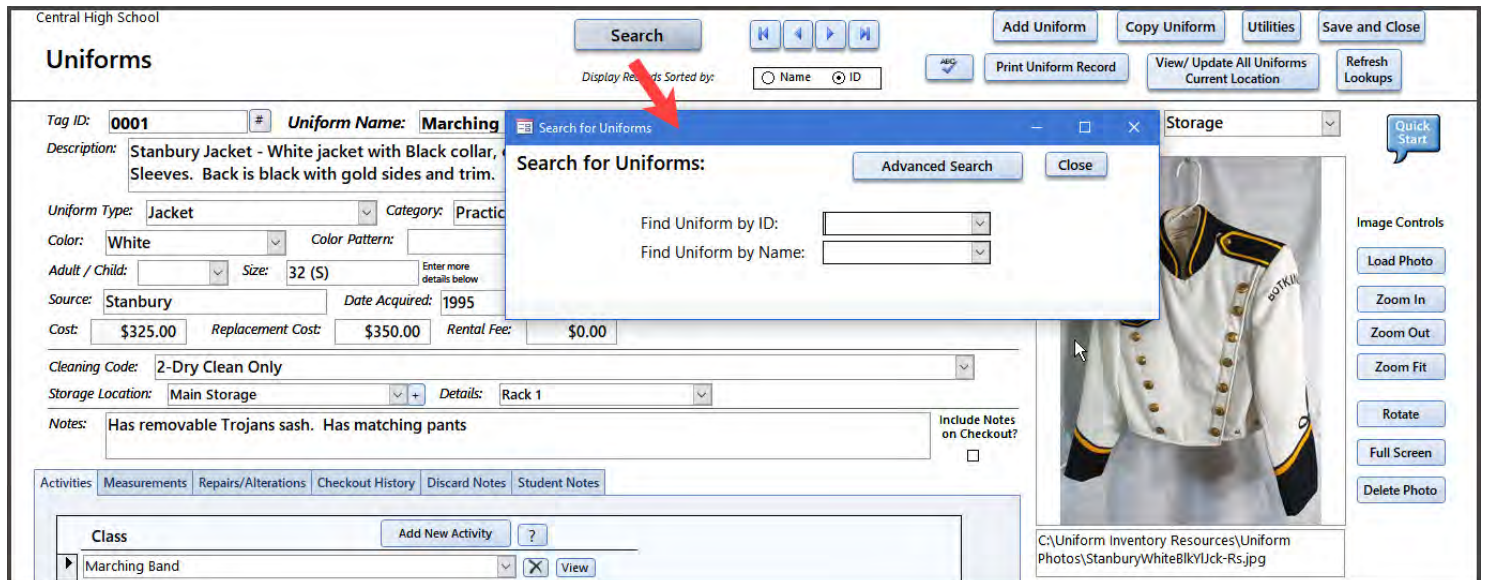 Central High School
Uniforms
Search
Add Uniform Copy Uniform Utilities Save and Close
Display Records Sorted by: Name ID
ABC
Print Uniform Record
View/ Update All Uniforms
Current Location
Refresh
Lookups
Tag ID: 0001 # Uniform Name: Marching
Storage
Quick
Start
Description: Stanbury Jacket - White jacket with Black collar,
Sleeves. Back is black with gold sides and trim.
Search for Uniforms
Search for Uniforms:
Advanced Search Close
Find Uniform by ID:
Find Uniform by Name:
Uniform Type: Jacket Category: Practic
Color: White Color Pattern:
Adult / Child: Size: 32 (S) Enter more
details below
Source: Stanbury Date Acquired: 1995
Cost: $325.00 Replacement Cost: $350.00 Rental Fee: $0.00
Cleaning Code: 2-Dry Clean Only
Storage Location: Main Storage + Details: Rack 1
Notes: Has removable Trojans sash. Has matching pants
Include Notes
on Checkout?
Activities Measurements Repairs/Alterations Checkout History Discard Notes Student Notes
Class Add New Activity ?
Marching Band View
BOTKIN
Image Controls
Load Photo
Zoom In
Zoom Out
Zoom Fit
Rotate
Full Screen
Delete Photo
C:\Uniform Inventory Resources\Uniform
Photos\StanburyWhiteBlkYlJck-Rs.jpg